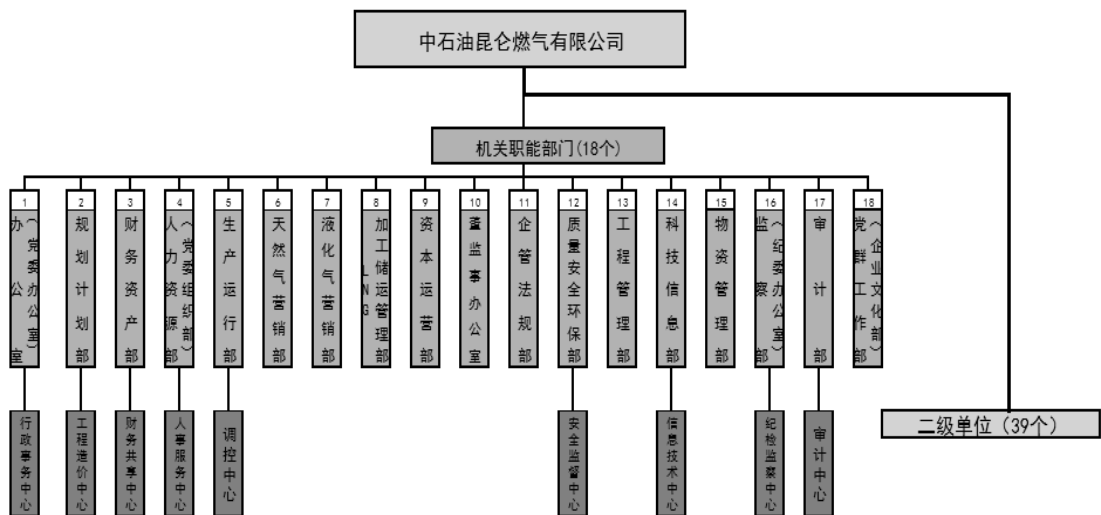 中石油昆仑燃气有限公司
机关职能部门(18个)
1
办公室
(党委办公室)
2
规划计划部
3
财务资产部
4
人力资源部
(党委组织部)
5
生产运行部
6
天然气营销部
7
液化气营销部
8
LNG
加工储运管理部
9
资本运营部
10
董监事办公室
11
企管法规部
12
质量安全环保部
13
工程管理部
14
科技信息部
15
物资管理部
16
监察部
(纪委办公室)
17
审计部
18
党群工作部
(企业文化部)
行政事务中心
工程造价中心
财务共享中心
人事服务中心
调控中心
安全监督中心
信息技术中心
纪检监察中心
审计中心
二级单位（39个）